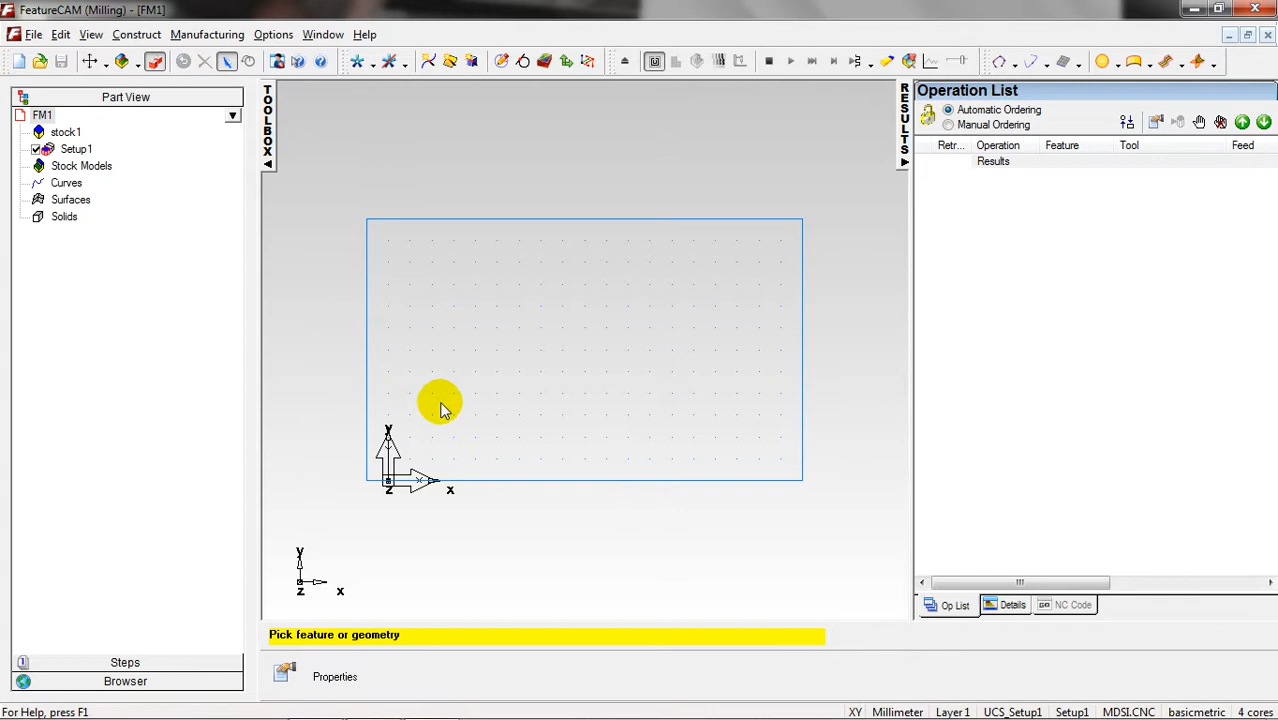 FeatureCAM (Milling) - [FM1]
File Edit View Construct Manufacturing Options Window Help
Part View
FM1
stock1
Setup1
Stock Models
Curves
Surfaces
Solids
Steps
Browser
TOOLBOX
RESULTS
y
z
x
y
z
x
Pick feature or geometry
Properties
Operation List
Automatic Ordering
Manual Ordering
Retr... Operation Feature Tool Feed
Results
Op List Details NC Code
For Help, press F1
XY Millimeter Layer1 UCS_Setup1 Setup1 MDSI.CNC basicmetric 4 cores